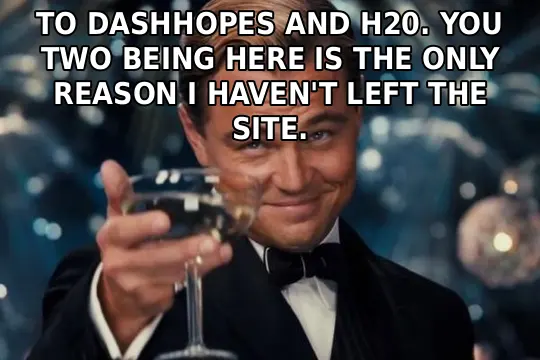 TO DASHHOPES AND H20. YOU
TWO BEING HERE IS THE ONLY
REASON I HAVEN'T LEFT THE
SITE.